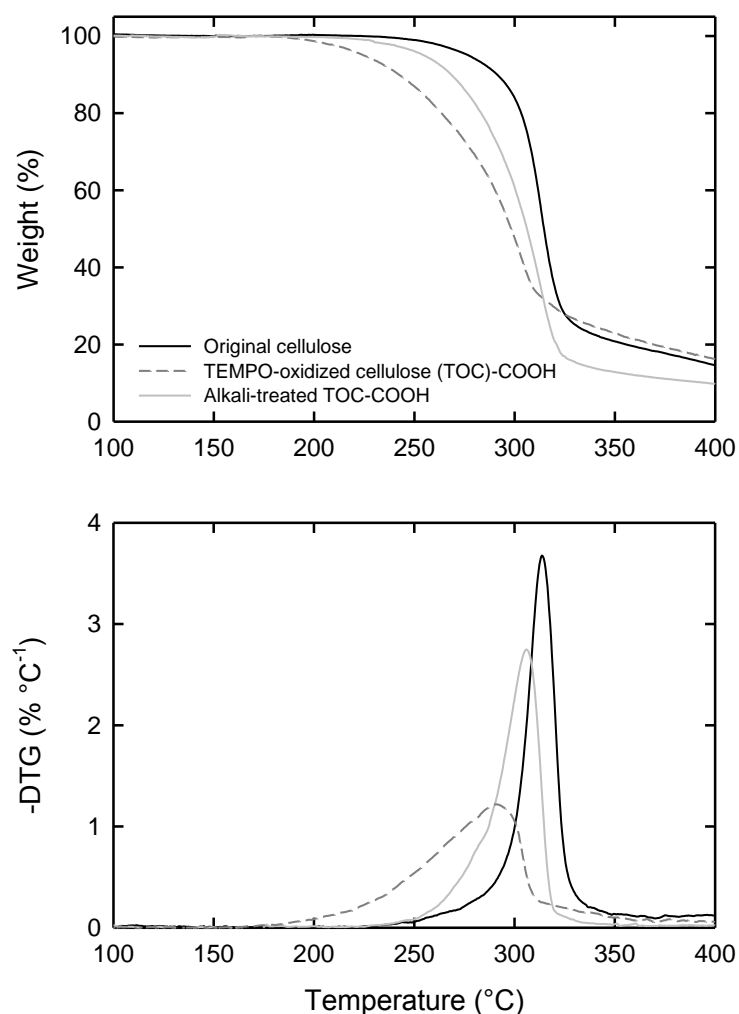 100
80
60
40
20
0
Weight (%)
Original cellulose
TEMPO-oxidized cellulose (TOC)-COOH
Alkali-treated TOC-COOH
100 150 200 250 300 350 400
4
3
2
1
0
-DTG (% °C⁻¹)
100 150 200 250 300 350 400
Temperature (°C)